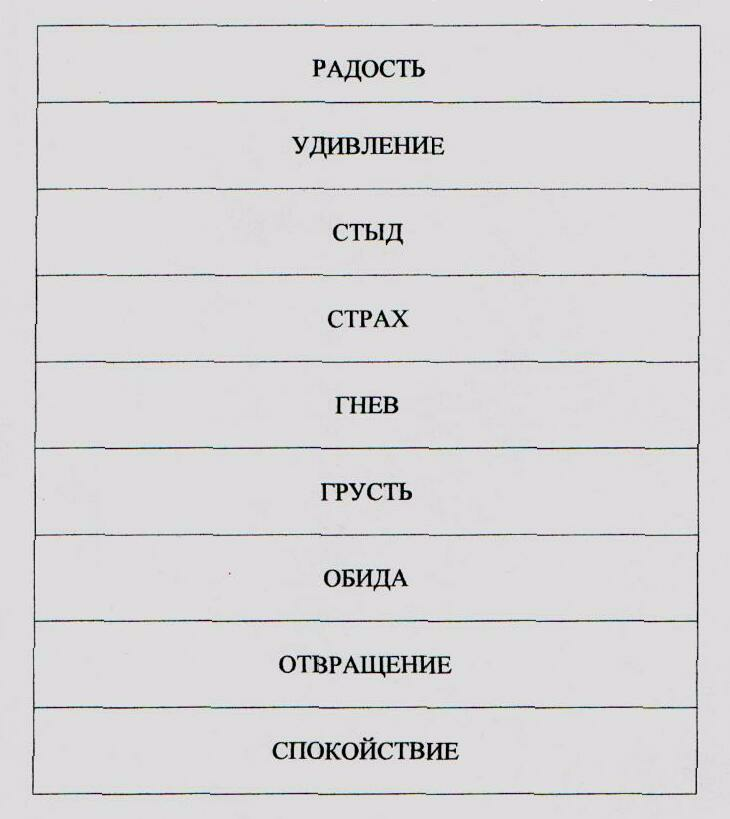 РАДОСТЬ
УДИВЛЕНИЕ
СТЫД
СТРАХ
ГНЕВ
ГРУСТЬ
ОБИДА
ОТВРАЩЕНИЕ
СПОКОЙСТВИЕ